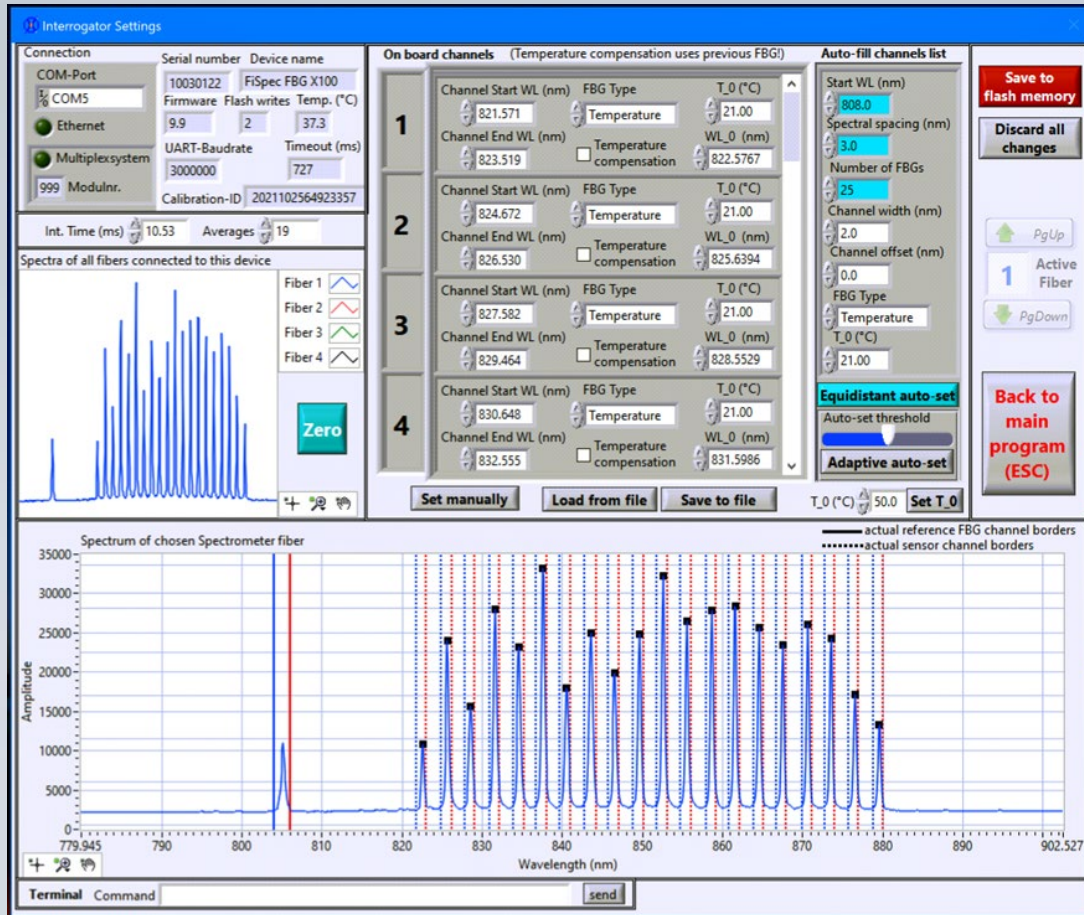 Interrogator Settings
Connection
COM-Port
COM5
Ethernet
Multiplexsystem
999 Modulnr.
Serial number Device name
10030122 FiSpec FBG X100
Firmware Flash writes Temp. (°C)
9.9 2 37.3
UART-Baudrate Timeout (ms)
3000000 727
Calibration-ID 2021102564923357
Int. Time (ms) 10.53 Averages 19
Spectra of all fibers connected to this device
Fiber 1
Fiber 2
Fiber 3
Fiber 4
Zero
On board channels (Temperature compensation uses previous FBG!)
1
Channel Start WL (nm) FBG Type T_0 (°C)
821.571 Temperature 21.00
Channel End WL (nm) Temperature compensation WL_0 (nm)
823.519 822.5767
2
Channel Start WL (nm) FBG Type T_0 (°C)
824.672 Temperature 21.00
Channel End WL (nm) Temperature compensation WL_0 (nm)
826.530 825.6394
3
Channel Start WL (nm) FBG Type T_0 (°C)
827.582 Temperature 21.00
Channel End WL (nm) Temperature compensation WL_0 (nm)
829.464 828.5529
4
Channel Start WL (nm) FBG Type T_0 (°C)
830.648 Temperature 21.00
Channel End WL (nm) Temperature compensation WL_0 (nm)
832.555 831.5986
Set manually Load from file Save to file
Auto-fill channels list
Start WL (nm)
808.0
Spectral spacing (nm)
3.0
Number of FBGs
25
Channel width (nm)
2.0
Channel offset (nm)
0.0
FBG Type
Temperature
T_0 (°C)
21.00
Equidistant auto-set
Auto-set threshold
Adaptive auto-set
T_0 (°C) 50.0 Set T_0
Save to
flash memory
Discard all
changes
PgUp
1 Active
Fiber
PgDown
Back to
main
program
(ESC)
Spectrum of chosen Spectrometer fiber
actual reference FBG channel borders
actual sensor channel borders
Amplitude
35000
30000
25000
20000
15000
10000
5000
0
779.945 790 800 810 820 830 840 850 860 870 880 890 902.527
Wavelength (nm)
Terminal Command send